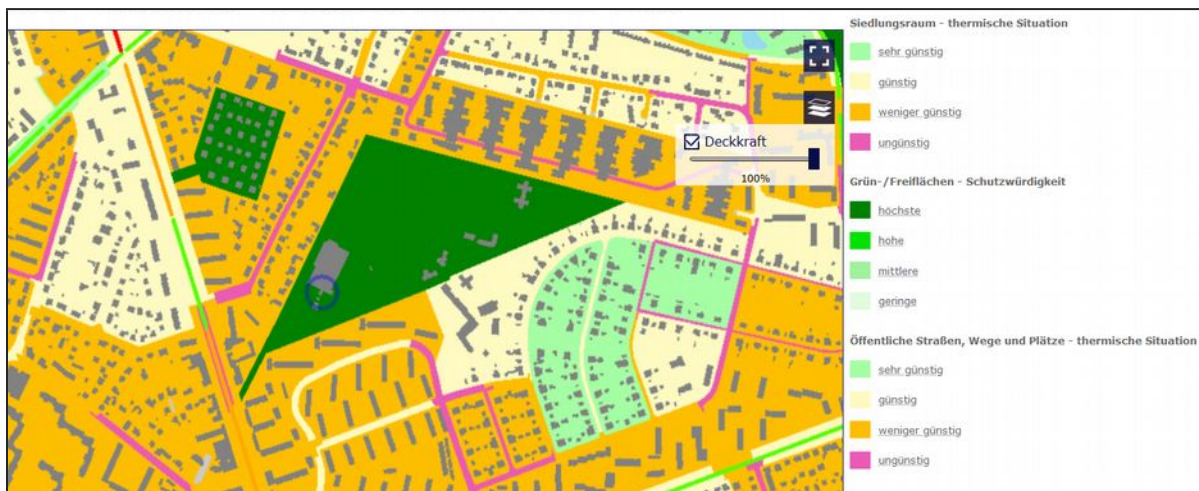 Deckkraft
100%
Siedlungsraum - thermische Situation
sehr günstig
günstig
weniger günstig
ungünstig
Grün-/Freiflächen - Schutzwürdigkeit
höchste
hohe
mittlere
geringe
Öffentliche Straßen, Wege und Plätze - thermische Situation
sehr günstig
günstig
weniger günstig
ungünstig